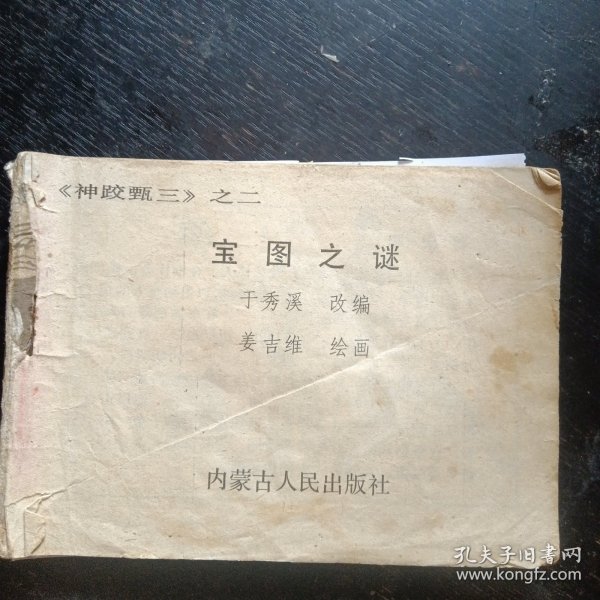 《神跤甄三》之二
宝图之谜
于秀溪 改编
姜吉维 绘画
内蒙古人民出版社
孔夫子旧书网
www.kongfz.com